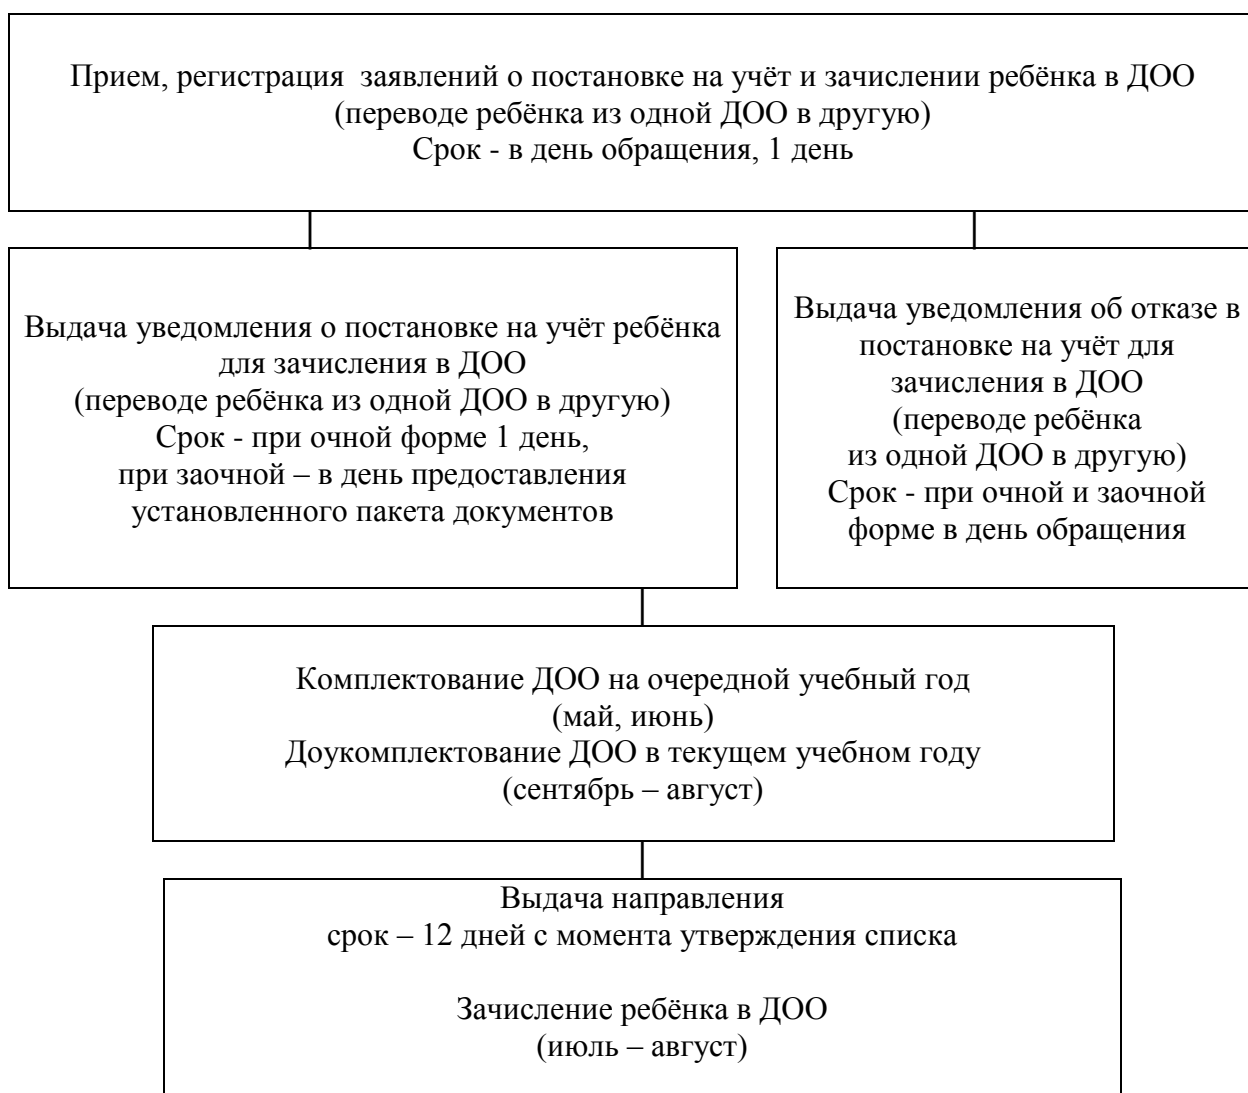 Прием, регистрация заявлений о постановке на учёт и зачислении ребёнка в ДОО
(переводе ребёнка из одной ДОО в другую)
Срок - в день обращения, 1 день
Выдача уведомления о постановке на учёт ребёнка
для зачисления в ДОО
(переводе ребёнка из одной ДОО в другую)
Срок - при очной форме 1 день,
при заочной – в день предоставления
установленного пакета документов
Выдача уведомления об отказе в
постановке на учёт для
зачисления в ДОО
(переводе ребёнка
из одной ДОО в другую)
Срок - при очной и заочной
форме в день обращения
Комплектование ДОО на очередной учебный год
(май, июнь)
Доукомплектование ДОО в текущем учебном году
(сентябрь – август)
Выдача направления
срок – 12 дней с момента утверждения списка
Зачисление ребёнка в ДОО
(июль – август)